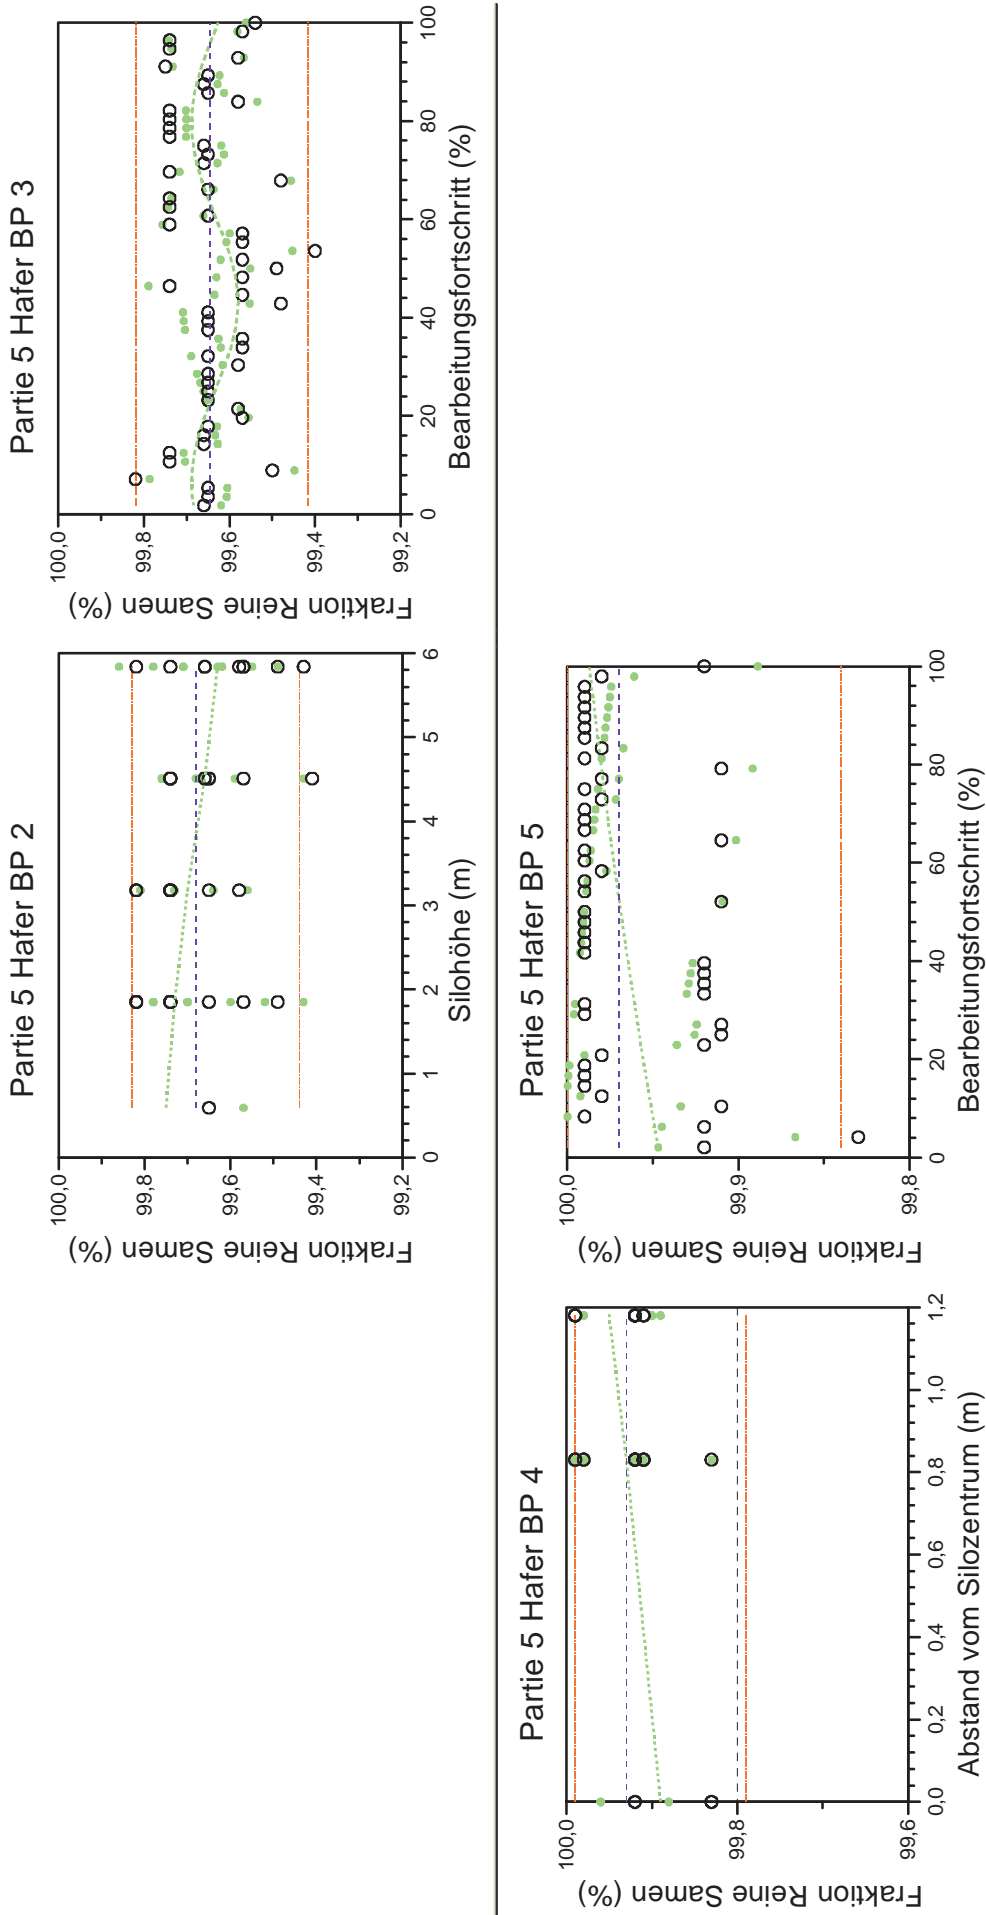 Partie 5 Hafer BP 2
Fraktion Reine Samen (%)
100,0
99,8
99,6
99,4
99,2
0 1 2 3 4 5 6
Silohöhe (m)
Partie 5 Hafer BP 3
Fraktion Reine Samen (%)
100,0
99,8
99,6
99,4
99,2
0 20 40 60 80 100
Bearbeitungsfortschritt (%)
Partie 5 Hafer BP 4
Fraktion Reine Samen (%)
100,0
99,8
99,6
0,0 0,2 0,4 0,6 0,8 1,0 1,2
Abstand vom Silozentrum (m)
Partie 5 Hafer BP 5
Fraktion Reine Samen (%)
100,0
99,9
99,8
0 20 40 60 80 100
Bearbeitungsfortschritt (%)